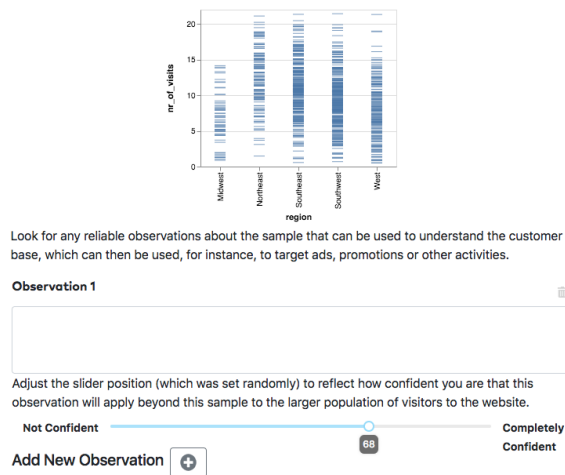 20
15
10
5
0
nr_of_visits
Midwest
Northeast
Southeast
Southwest
West
region
Look for any reliable observations about the sample that can be used to understand the customer
base, which can then be used, for instance, to target ads, promotions or other activities.
Observation 1
Adjust the slider position (which was set randomly) to reflect how confident you are that this
observation will apply beyond this sample to the larger population of visitors to the website.
Not Confident
Completely
Confident
68
Add New Observation